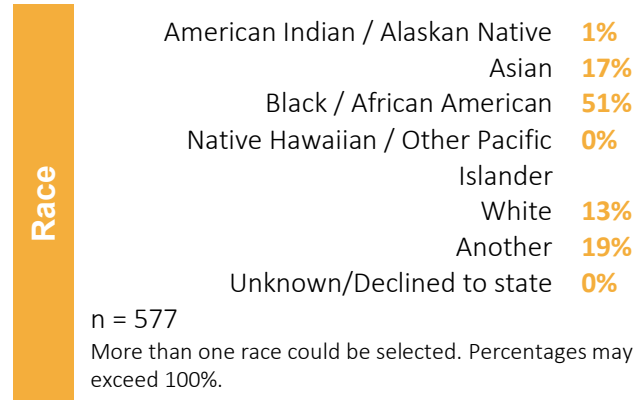 Race
American Indian / Alaskan Native 1%
Asian 17%
Black / African American 51%
Native Hawaiian / Other Pacific 0%
Islander
White 13%
Another 19%
Unknown/Declined to state 0%
n = 577
More than one race could be selected. Percentages may
exceed 100%.